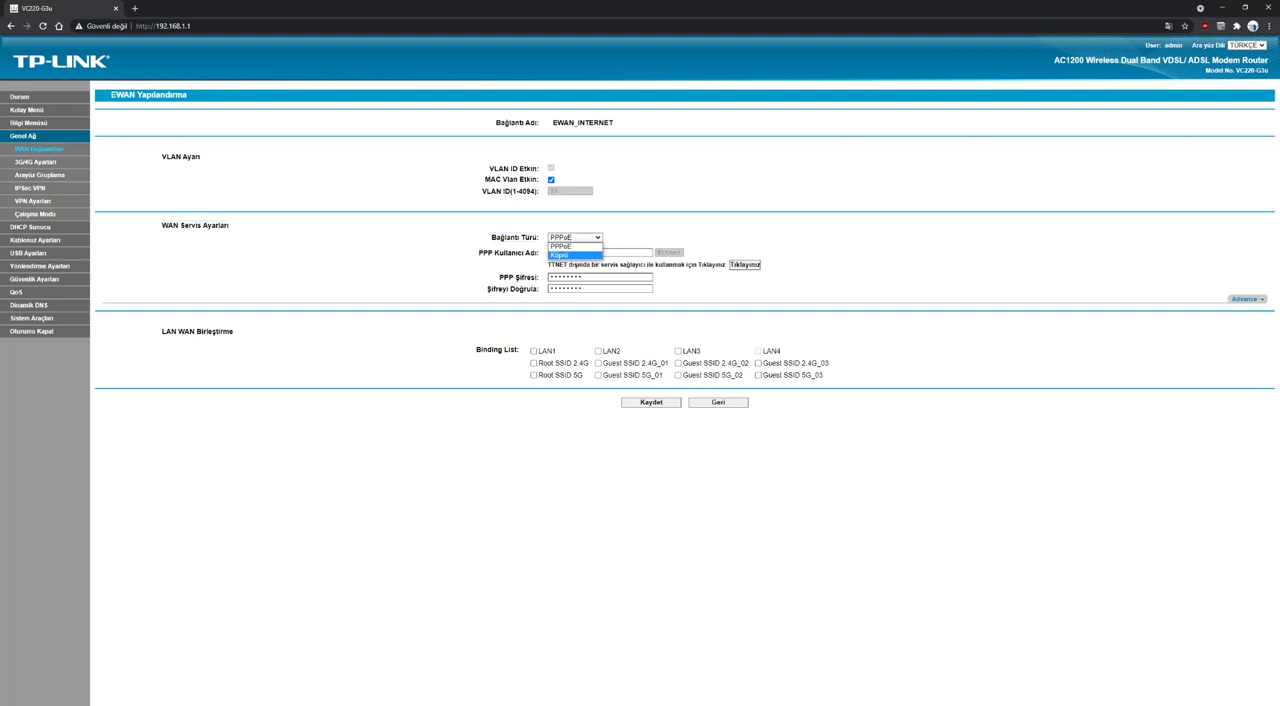 VC220-G3u
Güvenli değil http://192.168.1.1
User: admin Ara yüz Dili TÜRKÇE
TP-LINK
AC1200 Wireless Dual Band VDSL/ ADSL Modem Router
Model No. VC220-G3u
Durum
Kolay Menü
Bilgi Menüsü
Genel Ağ
WAN Bağlantıları
3G/4G Ayarları
Arayüz Gruplama
IPSec VPN
VPN Ayarları
Çalışma Modu
DHCP Sunucu
Kablosuz Ayarları
USB Ayarları
Yönlendirme Ayarları
Güvenlik Ayarları
QoS
Dinamik DNS
Sistem Araçları
Oturumu Kapat
EWAN Yapılandırma
Bağlantı Adı: EWAN_INTERNET
VLAN Ayarı
VLAN ID Etkin:
MAC Vlan Etkin:
VLAN ID(1-4094): 35
WAN Servis Ayarları
Bağlantı Türü: PPPoE
PPPoE
Köprü
PPP Kullanıcı Adı: @ttnet
TTNET dışında bir servis sağlayıcı ile kullanmak için Tıklayınız Tıklayınız
PPP Şifresi: ••••••••
Şifreyi Doğrula: ••••••••
Advance
LAN WAN Birleştirme
Binding List: LAN1 LAN2 LAN3 LAN4
Root SSID 2.4G Guest SSID 2.4G_01 Guest SSID 2.4G_02 Guest SSID 2.4G_03
Root SSID 5G Guest SSID 5G_01 Guest SSID 5G_02 Guest SSID 5G_03
Kaydet Geri